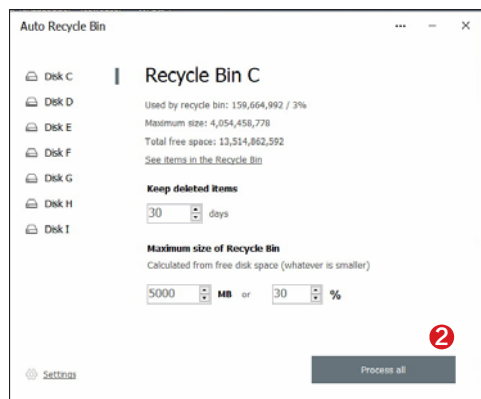 Auto Recycle Bin
Disk C
Disk D
Disk E
Disk F
Disk G
Disk H
Disk I
Recycle Bin C
Used by recycle bin: 159,664,992 / 3%
Maximum size: 4,054,458,778
Total free space: 13,514,862,592
See items in the Recycle Bin
Keep deleted items
30 days
Maximum size of Recycle Bin
Calculated from free disk space (whatever is smaller)
5000 MB or 30 %
2
Process all
Settings